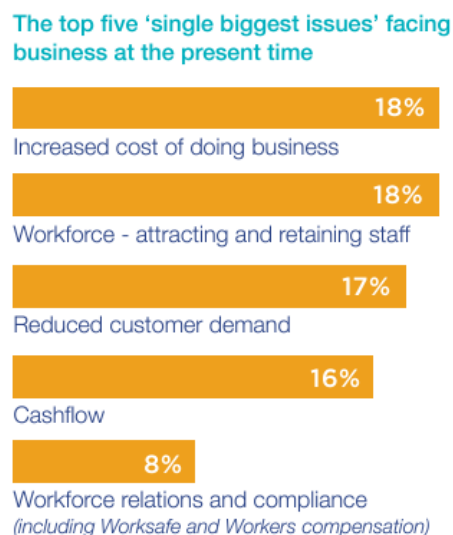 The top five ‘single biggest issues’ facing
business at the present time
18%
Increased cost of doing business
18%
Workforce - attracting and retaining staff
17%
Reduced customer demand
16%
Cashflow
8%
Workforce relations and compliance
(including Worksafe and Workers compensation)